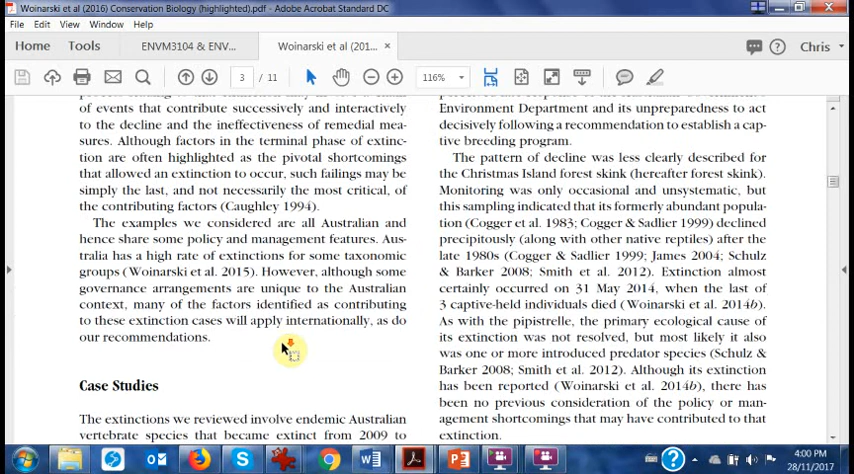 Woinarski et al (2016) Conservation Biology (highlighted).pdf - Adobe Acrobat Standard DC
File Edit View Window Help
Home Tools ENVM3104 & ENV... Woinarski et al (201... × Chris
3 / 11 116%
of events that contribute successively and interactively
to the decline and the ineffectiveness of remedial mea-
sures. Although factors in the terminal phase of extinc-
tion are often highlighted as the pivotal shortcomings
that allowed an extinction to occur, such failings may be
simply the last, and not necessarily the most critical, of
the contributing factors (Caughley 1994).
The examples we considered are all Australian and
hence share some policy and management features. Aus-
tralia has a high rate of extinctions for some taxonomic
groups (Woinarski et al. 2015). However, although some
governance arrangements are unique to the Australian
context, many of the factors identified as contributing
to these extinction cases will apply internationally, as do
our recommendations.
Case Studies
The extinctions we reviewed involve endemic Australian
vertebrate species that became extinct from 2009 to
Environment Department and its unpreparedness to act
decisively following a recommendation to establish a cap-
tive breeding program.
The pattern of decline was less clearly described for
the Christmas Island forest skink (hereafter forest skink).
Monitoring was only occasional and unsystematic, but
this sampling indicated that its formerly abundant popula-
tion (Cogger et al. 1983; Cogger & Sadlier 1999) declined
precipitously (along with other native reptiles) after the
late 1980s (Cogger & Sadlier 1999; James 2004; Schulz
& Barker 2008; Smith et al. 2012). Extinction almost
certainly occurred on 31 May 2014, when the last of
3 captive-held individuals died (Woinarski et al. 2014b).
As with the pipistrelle, the primary ecological cause of
its extinction was not resolved, but most likely it also
was one or more introduced predator species (Schulz &
Barker 2008; Smith et al. 2012). Although its extinction
has been reported (Woinarski et al. 2014b), there has
been no previous consideration of the policy or man-
agement shortcomings that may have contributed to that
extinction.
4:00 PM
28/11/2017